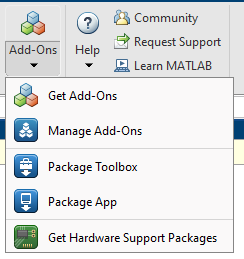 Add-Ons
Help
Community
Request Support
Learn MATLAB
Get Add-Ons
Manage Add-Ons
Package Toolbox
Package App
Get Hardware Support Packages